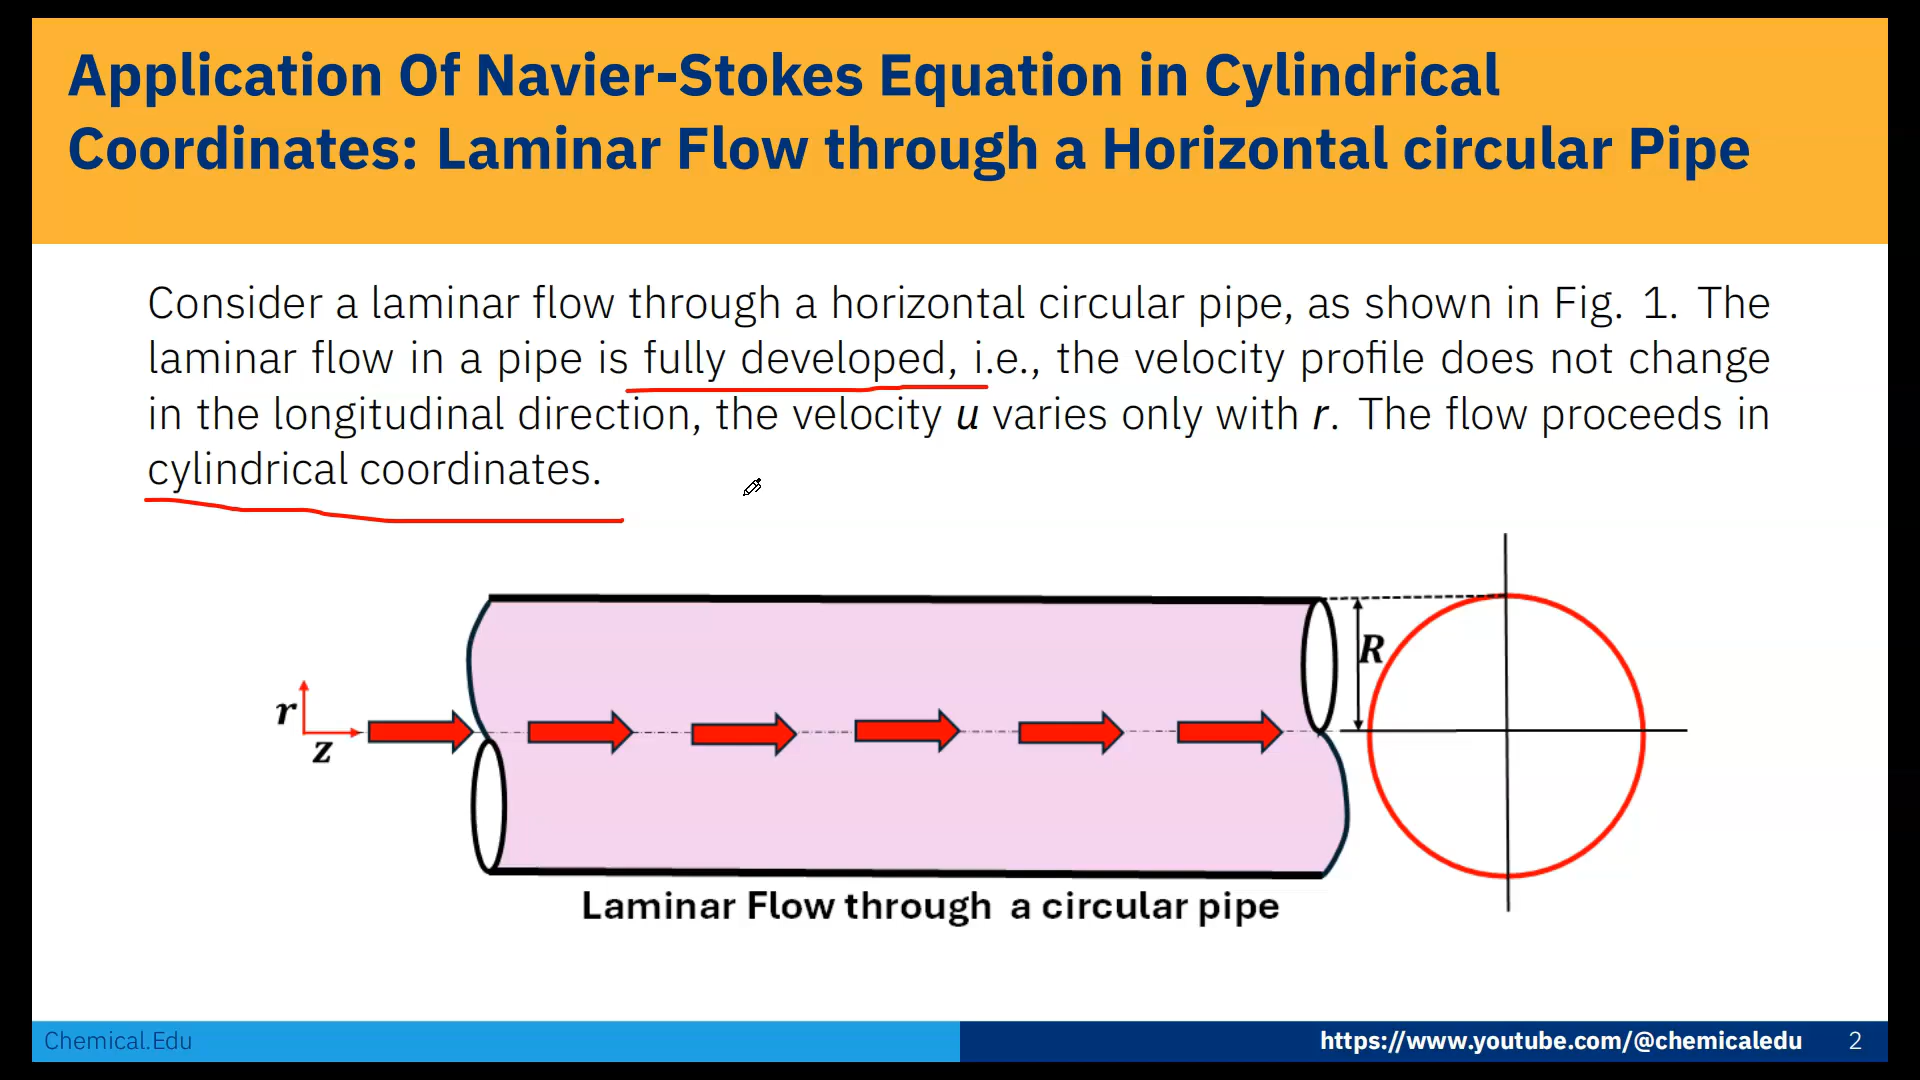 Application Of Navier-Stokes Equation in Cylindrical
Coordinates: Laminar Flow through a Horizontal circular Pipe
Consider a laminar flow through a horizontal circular pipe, as shown in Fig. 1. The
laminar flow in a pipe is fully developed, i.e., the velocity profile does not change
in the longitudinal direction, the velocity u varies only with r. The flow proceeds in
cylindrical coordinates.
R
r
z
Laminar Flow through a circular pipe
Chemical.Edu
https://www.youtube.com/@chemicaledu
2